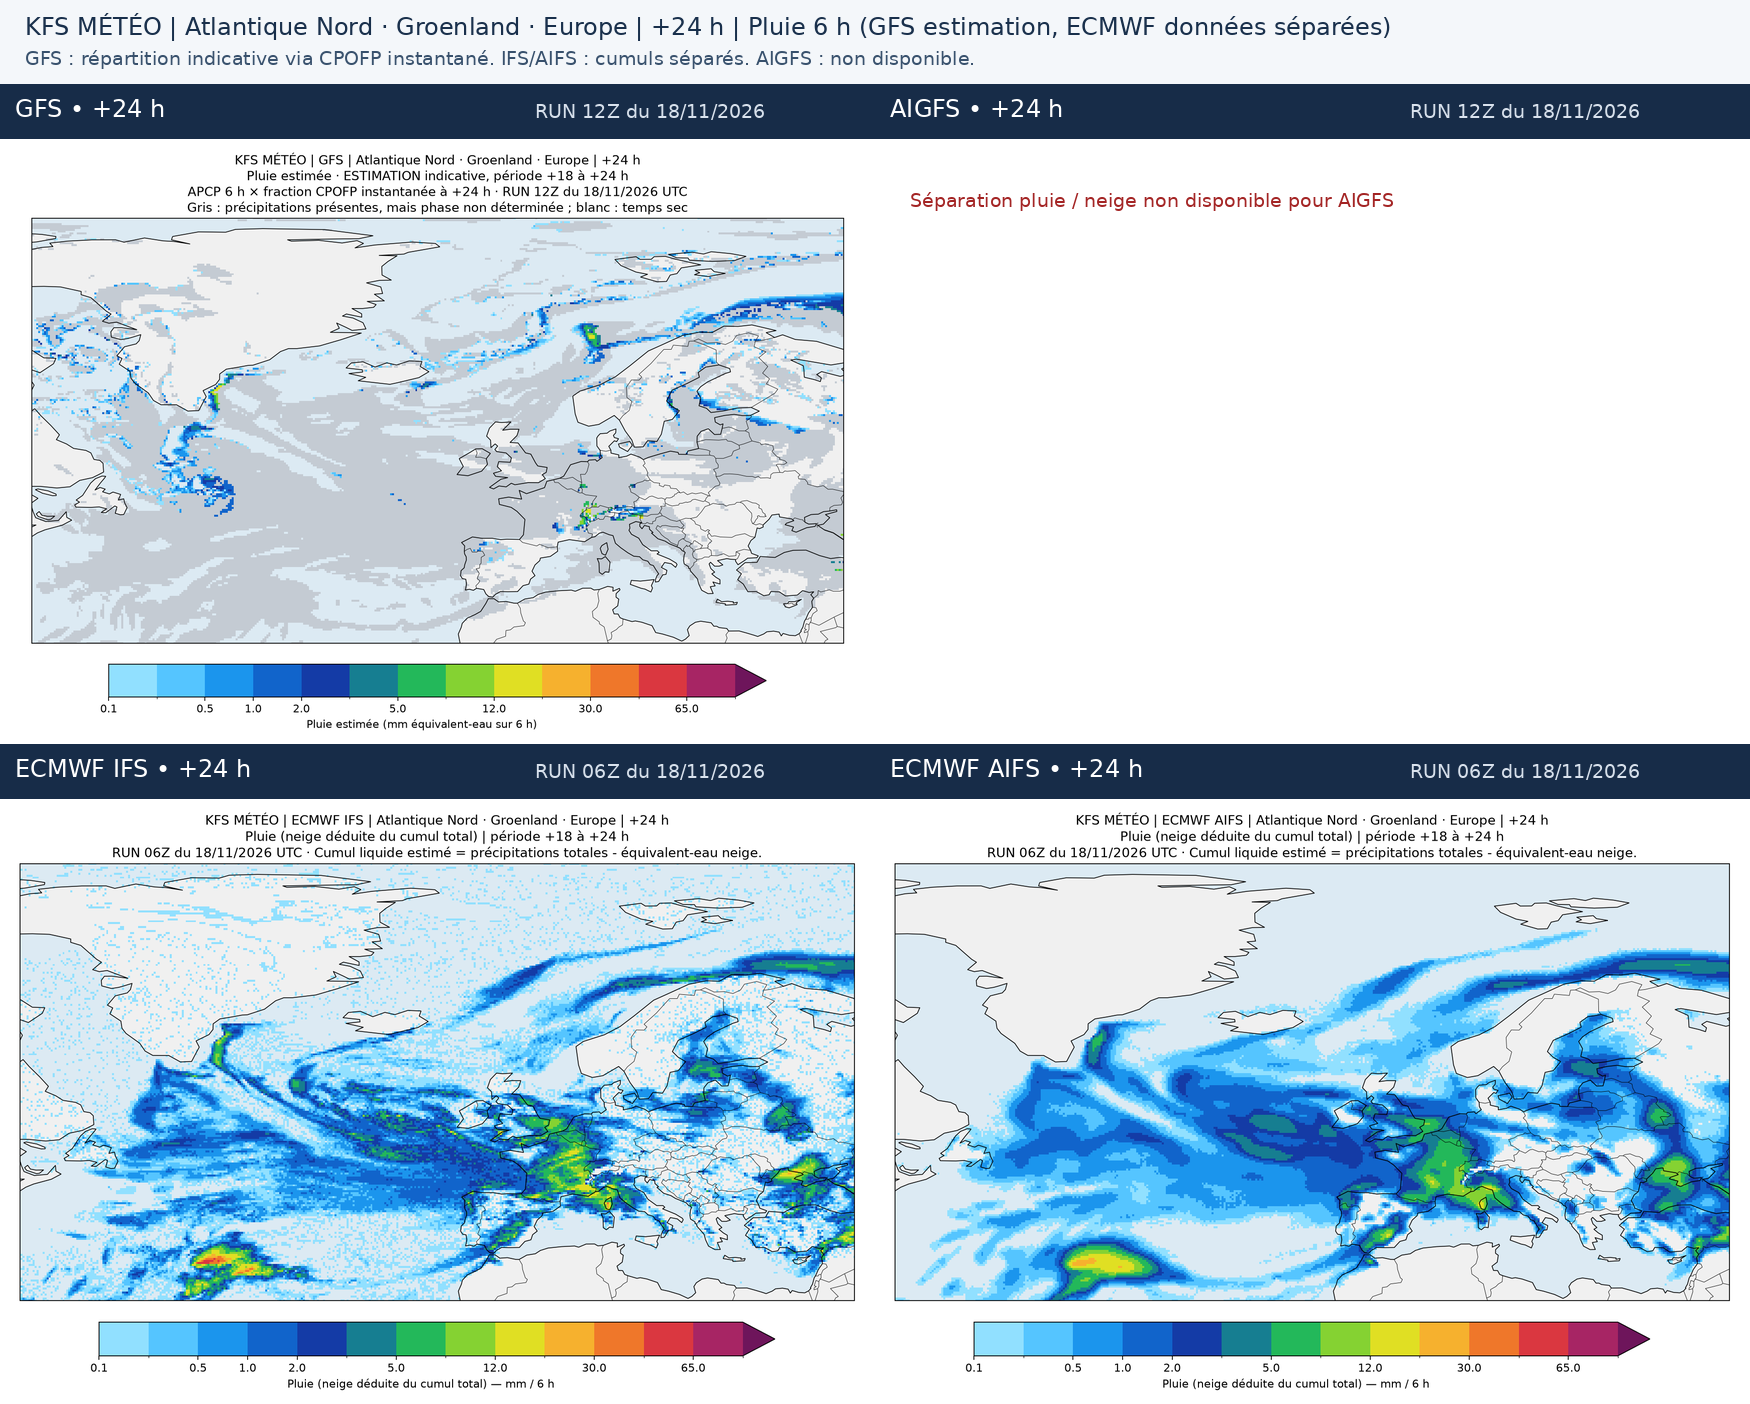 KFS MÉTÉO | Atlantique Nord · Groenland · Europe | +24 h | Pluie 6 h (GFS estimation, ECMWF données séparées)
GFS : répartition indicative via CPOFP instantané. IFS/AIFS : cumuls séparés. AIGFS : non disponible.
GFS • +24 h
RUN 12Z du 18/11/2026
AIGFS • +24 h
RUN 12Z du 18/11/2026
KFS MÉTÉO | GFS | Atlantique Nord · Groenland · Europe | +24 h
Pluie estimée · ESTIMATION indicative, période +18 à +24 h
APCP 6 h × fraction CPOFP instantanée à +24 h · RUN 12Z du 18/11/2026 UTC
Gris : précipitations présentes, mais phase non déterminée ; blanc : temps sec
Séparation pluie / neige non disponible pour AIGFS
0.1 0.5 1.0 2.0 5.0 12.0 30.0 65.0
Pluie estimée (mm équivalent-eau sur 6 h)
ECMWF IFS • +24 h
RUN 06Z du 18/11/2026
ECMWF AIFS • +24 h
RUN 06Z du 18/11/2026
KFS MÉTÉO | ECMWF IFS | Atlantique Nord · Groenland · Europe | +24 h
Pluie (neige déduite du cumul total) | période +18 à +24 h
RUN 06Z du 18/11/2026 UTC · Cumul liquide estimé = précipitations totales - équivalent-eau neige.
0.1 0.5 1.0 2.0 5.0 12.0 30.0 65.0
Pluie (neige déduite du cumul total) — mm / 6 h
KFS MÉTÉO | ECMWF AIFS | Atlantique Nord · Groenland · Europe | +24 h
Pluie (neige déduite du cumul total) | période +18 à +24 h
RUN 06Z du 18/11/2026 UTC · Cumul liquide estimé = précipitations totales - équivalent-eau neige.
0.1 0.5 1.0 2.0 5.0 12.0 30.0 65.0
Pluie (neige déduite du cumul total) — mm / 6 h